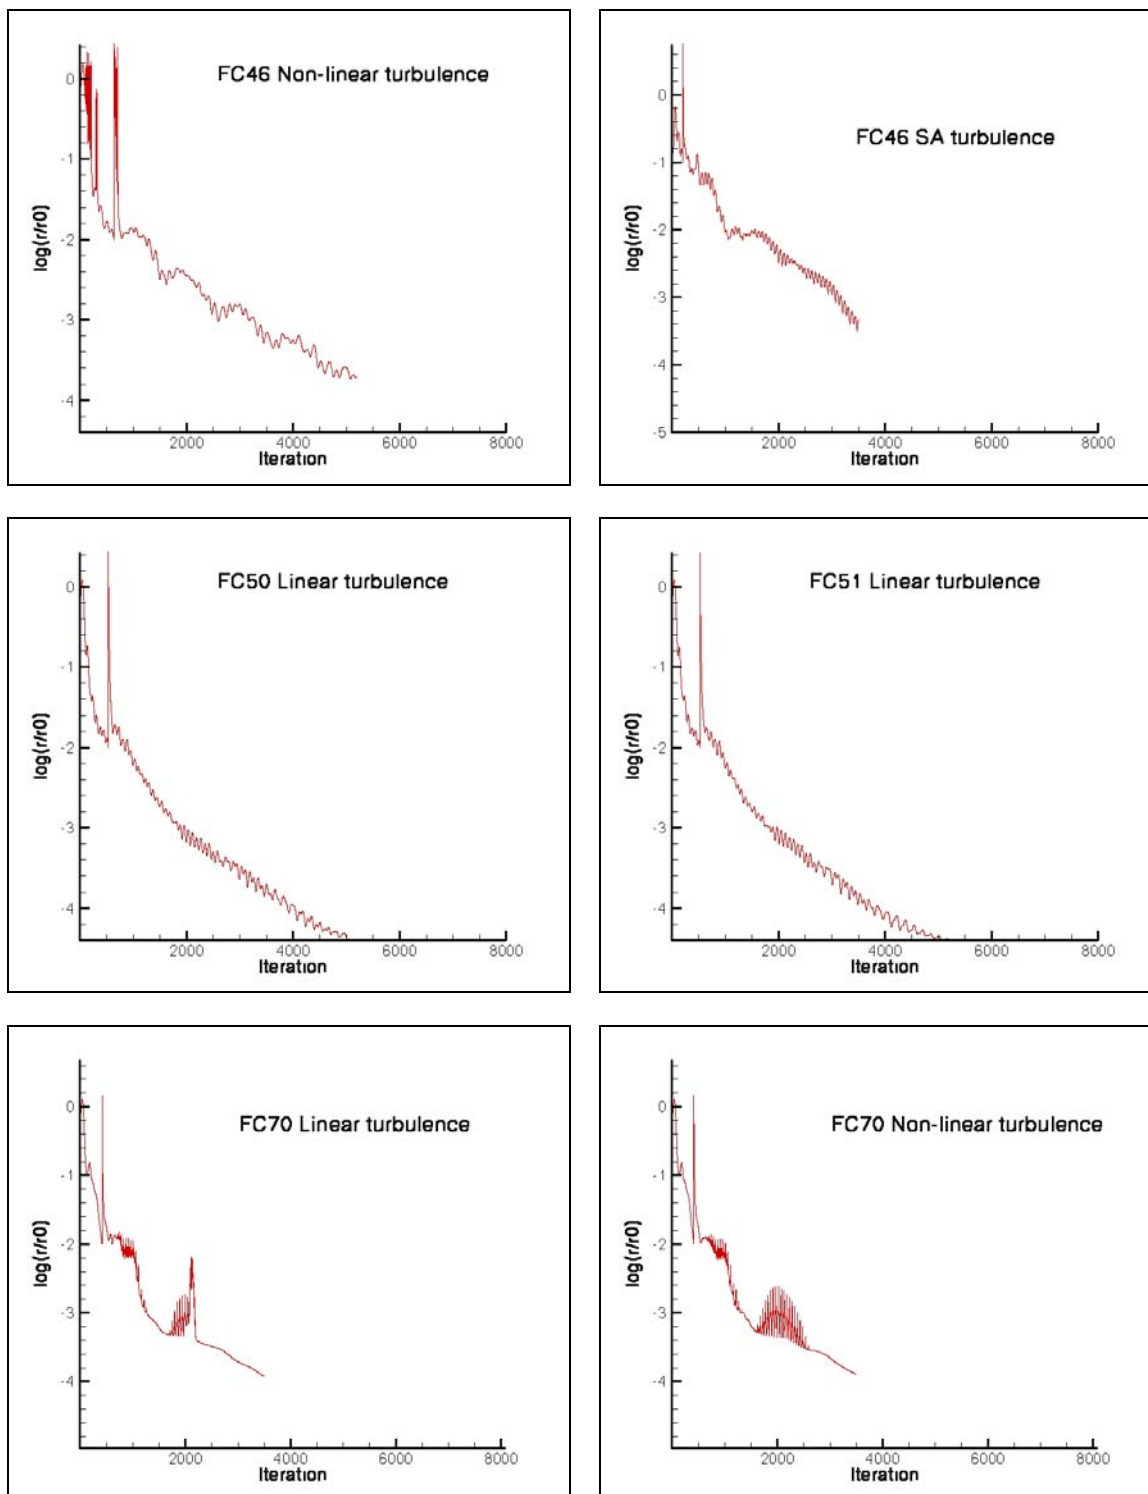 FC46 Non-linear turbulence
0
-1
-2
-3
-4
log(r/r0)
2000 4000 6000 8000
Iteration
FC46 SA turbulence
0
-1
-2
-3
-4
-5
log(r/r0)
2000 4000 6000 8000
Iteration
FC50 Linear turbulence
0
-1
-2
-3
-4
log(r/r0)
2000 4000 6000 8000
Iteration
FC51 Linear turbulence
0
-1
-2
-3
-4
log(r/r0)
2000 4000 6000 8000
Iteration
FC70 Linear turbulence
0
-1
-2
-3
-4
log(r/r0)
2000 4000 6000 8000
Iteration
FC70 Non-linear turbulence
0
-1
-2
-3
-4
log(r/r0)
2000 4000 6000 8000
Iteration